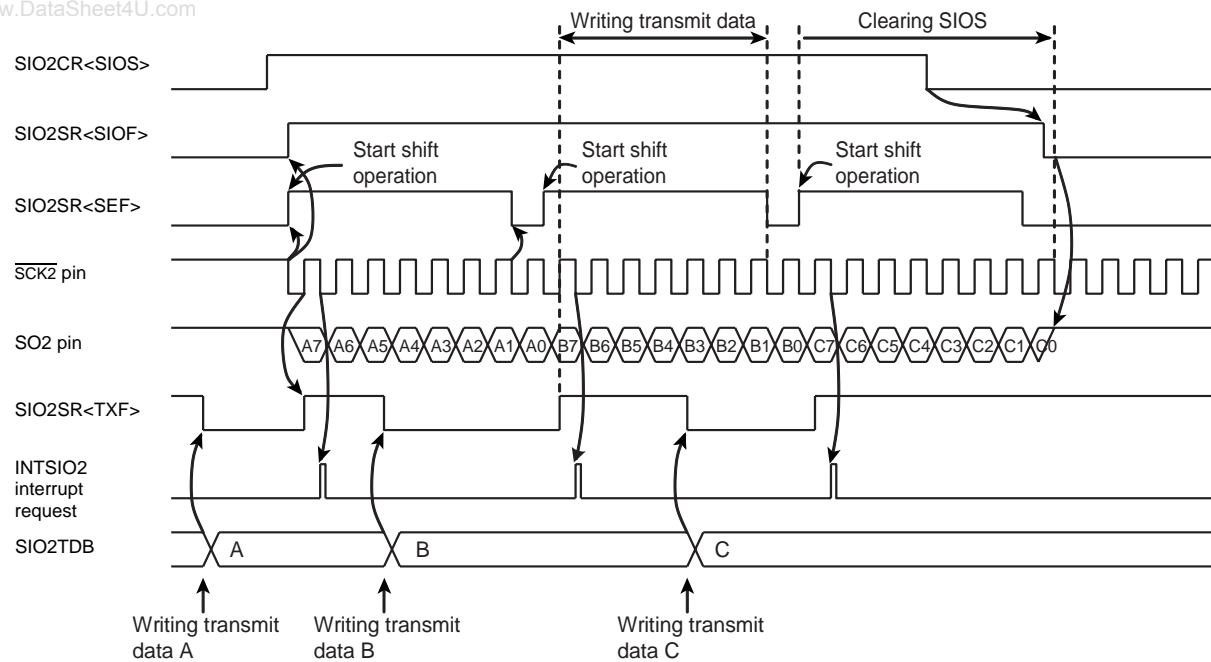 w.DataSheet4U.com
Writing transmit data
Clearing SIOS
SIO2CR<SIOS>
SIO2SR<SIOF>
Start shift
operation
Start shift
operation
Start shift
operation
SIO2SR<SEF>
SCK2 pin
SO2 pin
A7 A6 A5 A4 A3 A2 A1 A0 B7 B6 B5 B4 B3 B2 B1 B0 C7 C6 C5 C4 C3 C2 C1 C0
SIO2SR<TXF>
INTSIO2
interrupt
request
SIO2TDB
A B C
Writing transmit
data A
Writing transmit
data B
Writing transmit
data C